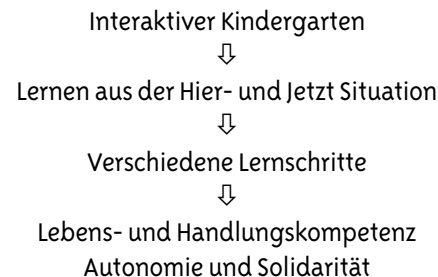 Interaktiver Kindergarten
⇩
Lernen aus der Hier- und Jetzt Situation
⇩
Verschiedene Lernschritte
⇩
Lebens- und Handlungskompetenz
Autonomie und Solidarität